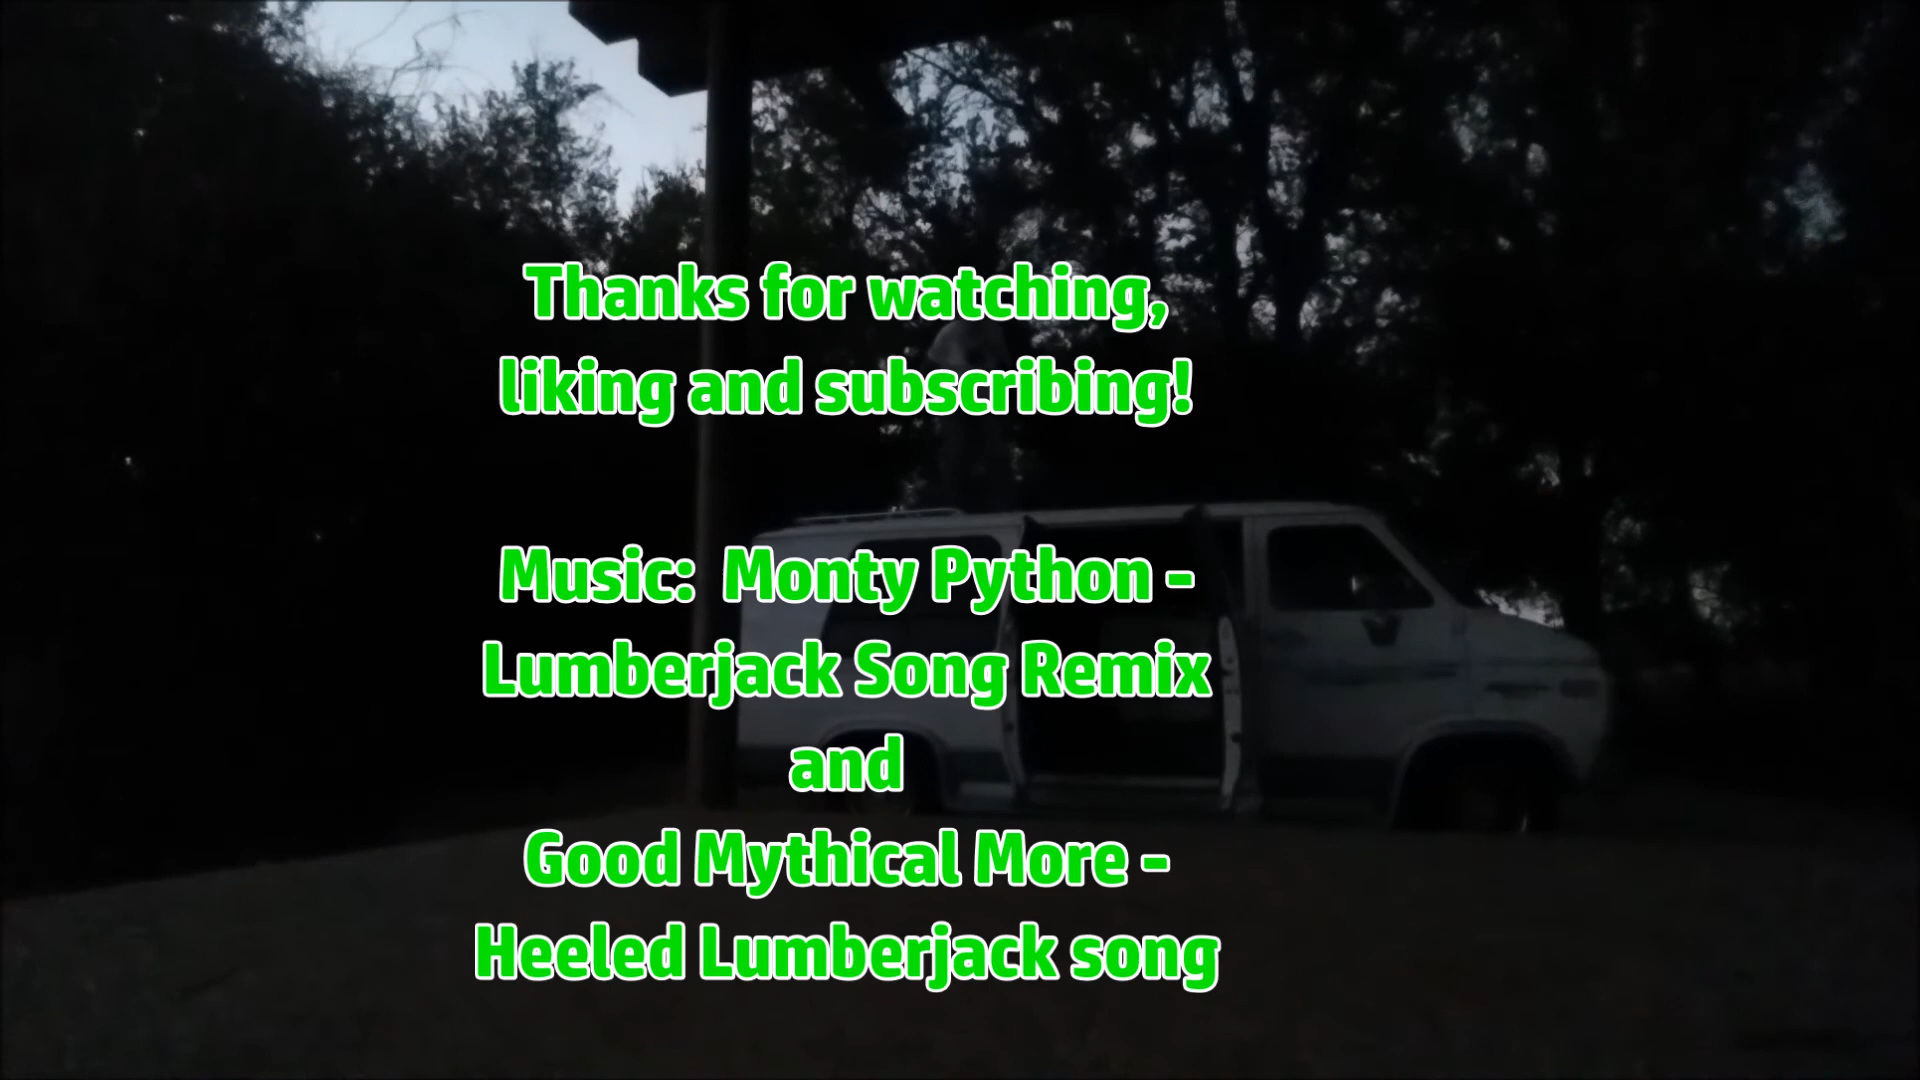 Thanks for watching,
liking and subscribing!
Music:  Monty Python -
Lumberjack Song Remix
and
Good Mythical More -
Heeled Lumberjack song